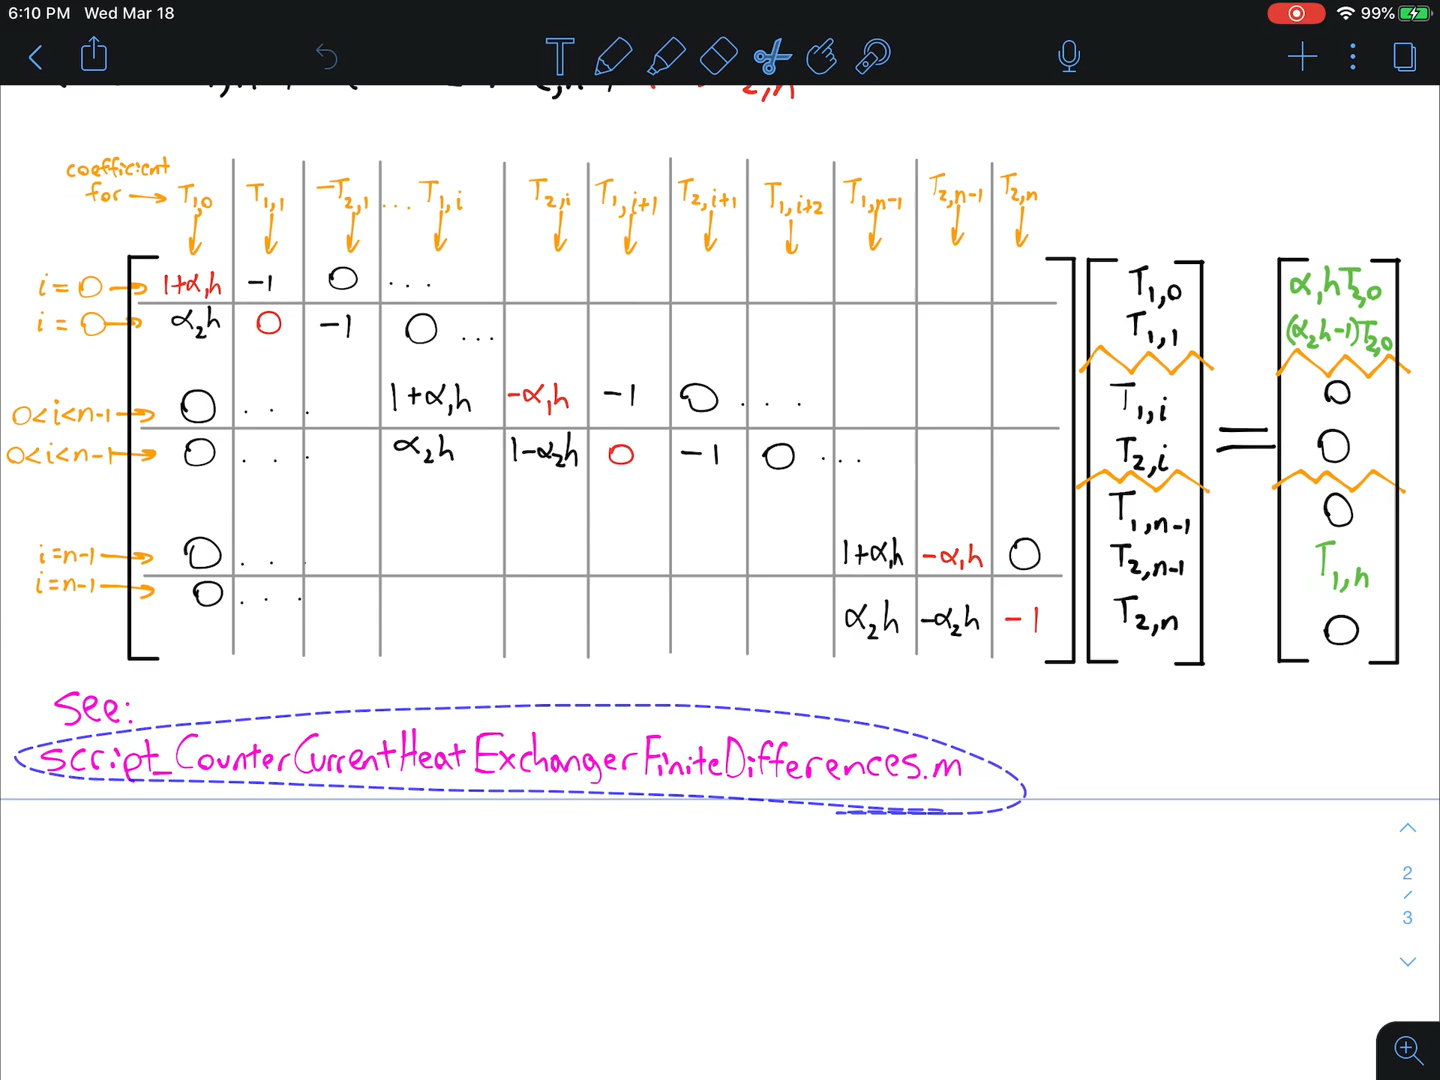 6:10 PM Wed Mar 18 99%
coefficient
for → T1,0 T1,1 -T2,1 ... T1,i T2,i T1,i+1 T2,i+1 T1,i+2 T1,n-1 T2,n-1 T2,n
i=0 → 1+α1h -1 0 ... T1,0 α1hT2,0
i=0 → α2h 0 -1 0 ... T1,1 (α2h-1)T2,0
0<i<n-1 → 0 ... 1+α1h -α1h -1 0 ... T1,i 0
0<i<n-1 → 0 ... α2h 1-α2h 0 -1 0 ... T2,i = 0
T1,n-1 0
i=n-1 → 0 ... 1+α1h -α1h 0 T2,n-1 T1,n
i=n-1 → 0 ... α2h -α2h -1 T2,n 0
see:
script_CounterCurrentHeatExchangerFiniteDifferences.m
2
/
3